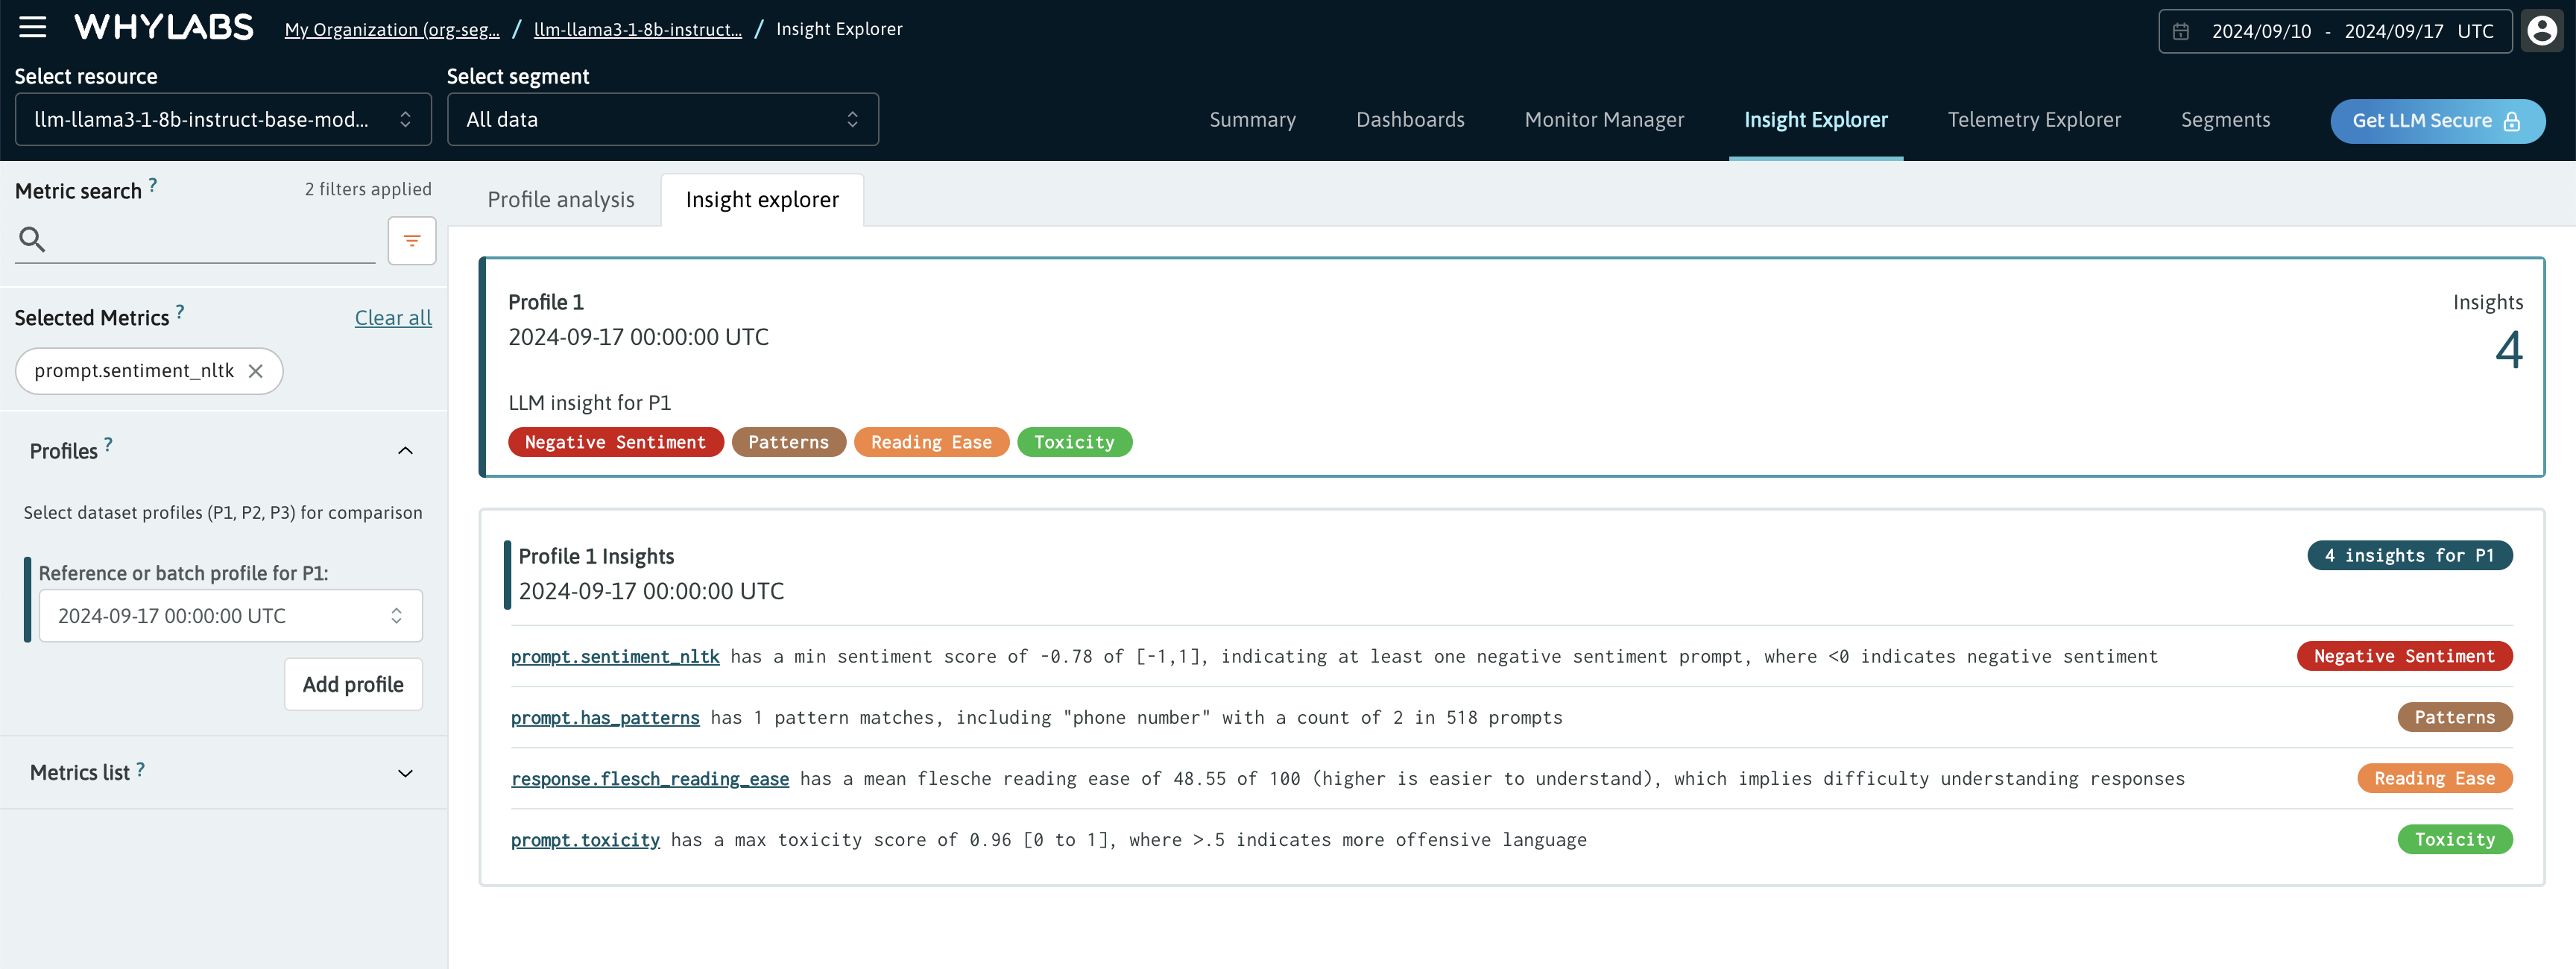 WHYLABS
My Organization (org-seg... / llm-llama3-1-8b-instruct... / Insight Explorer
2024/09/10 - 2024/09/17 UTC
Select resource
Select segment
llm-llama3-1-8b-instruct-base-mod...
All data
Summary
Dashboards
Monitor Manager
Insight Explorer
Telemetry Explorer
Segments
Get LLM Secure
Metric search ?
2 filters applied
Selected Metrics ?
Clear all
prompt.sentiment_nltk
Profiles ?
Select dataset profiles (P1, P2, P3) for comparison
Reference or batch profile for P1:
2024-09-17 00:00:00 UTC
Add profile
Metrics list ?
Profile analysis
Insight explorer
Profile 1
2024-09-17 00:00:00 UTC
Insights
4
LLM insight for P1
Negative Sentiment
Patterns
Reading Ease
Toxicity
Profile 1 Insights
2024-09-17 00:00:00 UTC
4 insights for P1
prompt.sentiment_nltk has a min sentiment score of -0.78 of [-1,1], indicating at least one negative sentiment prompt, where <0 indicates negative sentiment
Negative Sentiment
prompt.has_patterns has 1 pattern matches, including "phone number" with a count of 2 in 518 prompts
Patterns
response.flesch_reading_ease has a mean flesche reading ease of 48.55 of 100 (higher is easier to understand), which implies difficulty understanding responses
Reading Ease
prompt.toxicity has a max toxicity score of 0.96 [0 to 1], where >.5 indicates more offensive language
Toxicity